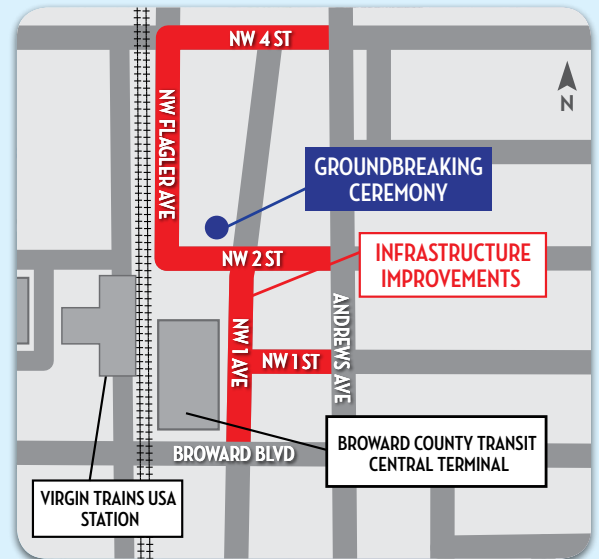 NW 4 ST
N
NW FLAGLER AVE
GROUNDBREAKING
CEREMONY
NW 2 ST
INFRASTRUCTURE
IMPROVEMENTS
NW 1 AVE
NW 1 ST
ANDREWS AVE
BROWARD BLVD
BROWARD COUNTY TRANSIT
CENTRAL TERMINAL
VIRGIN TRAINS USA
STATION